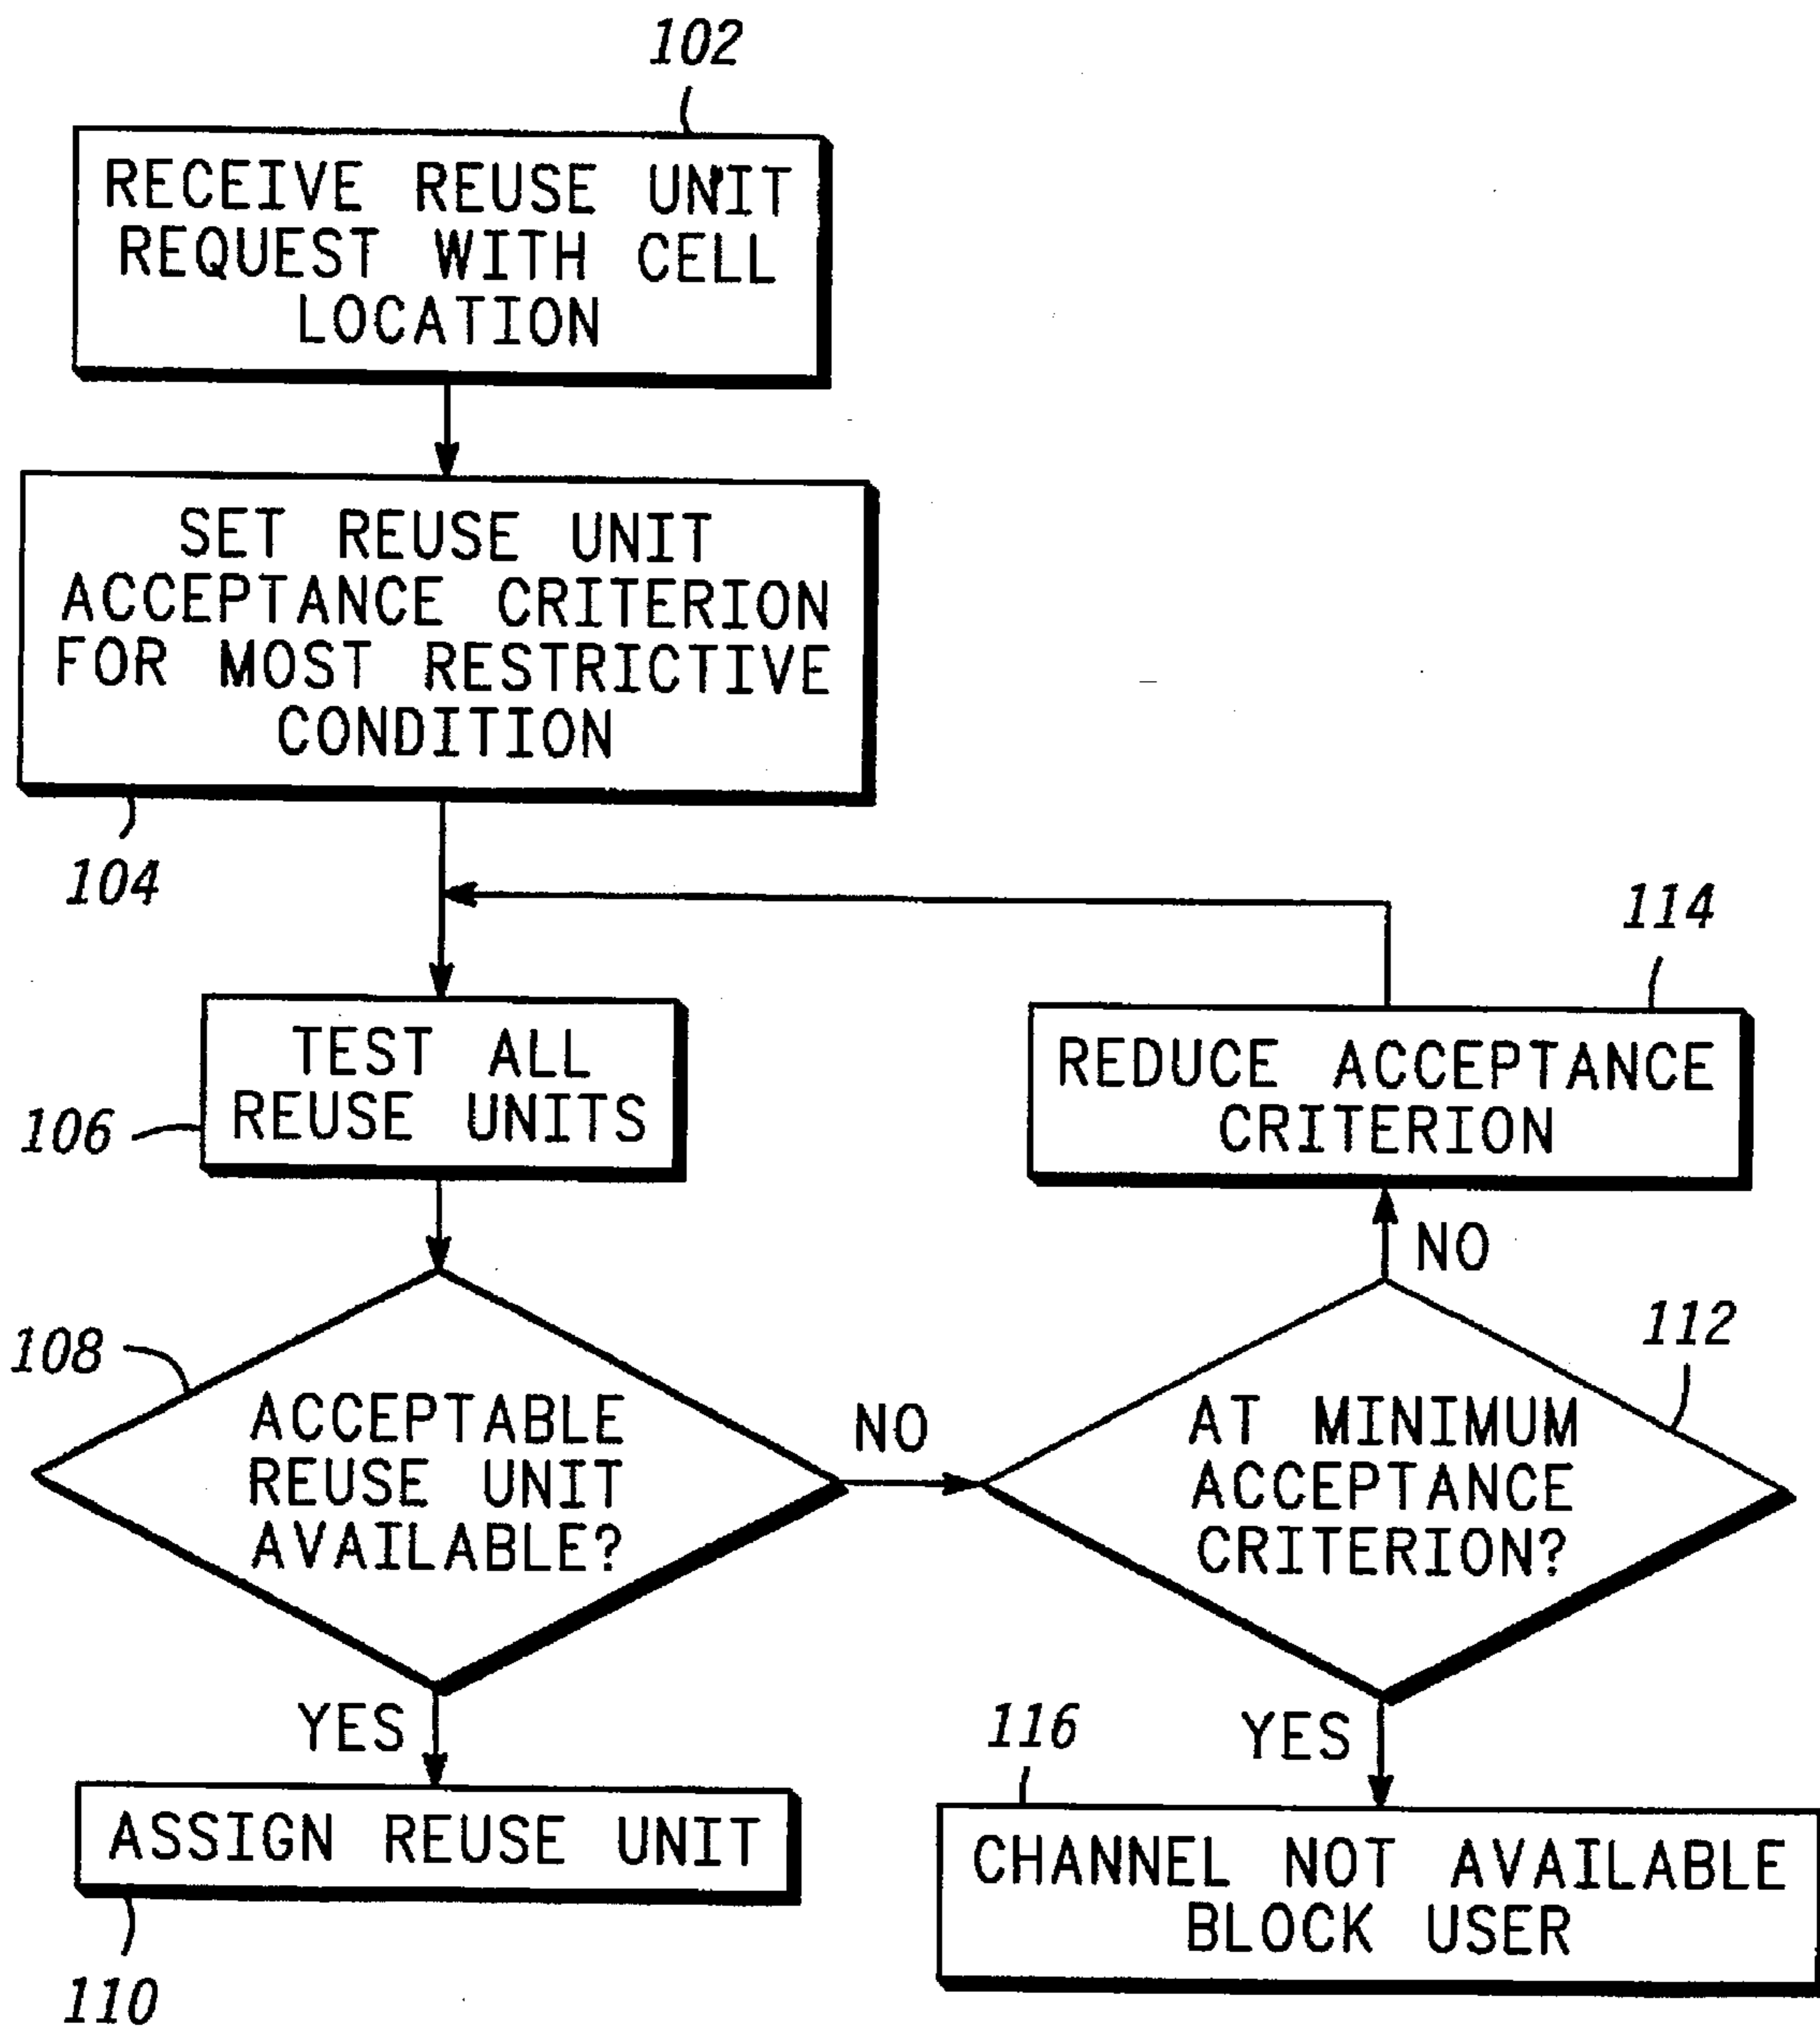 102
RECEIVE REUSE UNIT
REQUEST WITH CELL
LOCATION
SET REUSE UNIT
ACCEPTANCE CRITERION
FOR MOST RESTRICTIVE
CONDITION
104
114
TEST ALL
REUSE UNITS
106
REDUCE ACCEPTANCE
CRITERION
NO
108
112
ACCEPTABLE
REUSE UNIT
AVAILABLE?
NO
AT MINIMUM
ACCEPTANCE
CRITERION?
YES
116
YES
ASSIGN REUSE UNIT
110
CHANNEL NOT AVAILABLE
BLOCK USER